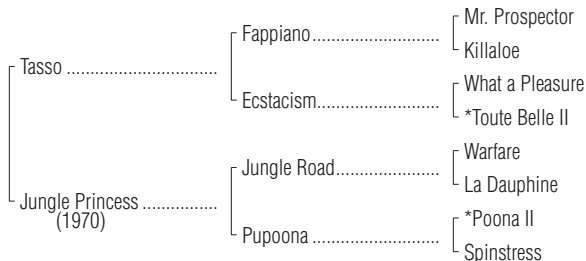 Mr. Prospector
Fappiano
Killaloe
Tasso
What a Pleasure
Ecstacism
*Toute Belle II
Warfare
Jungle Road
La Dauphine
Jungle Princess
(1970)
*Poona II
Pupoona
Spinstress